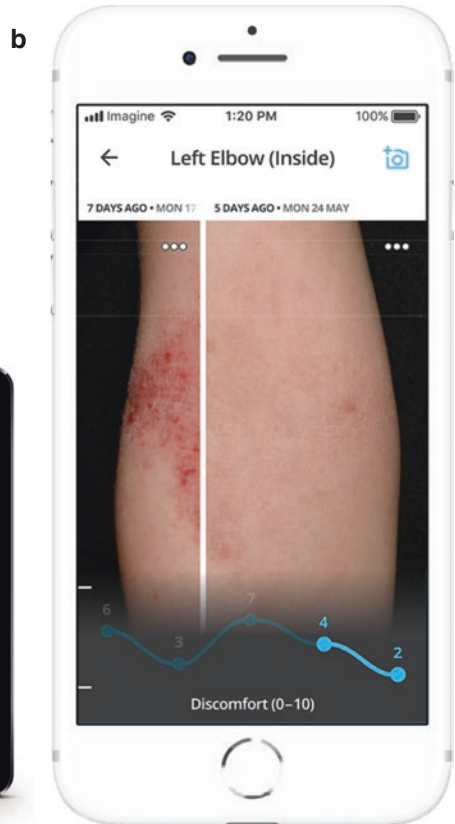 b
Imagine 1:20 PM 100%
Left Elbow (Inside)
7 DAYS AGO • MON 17 5 DAYS AGO • MON 24 MAY
7
6
4
3
2
Discomfort (0–10)